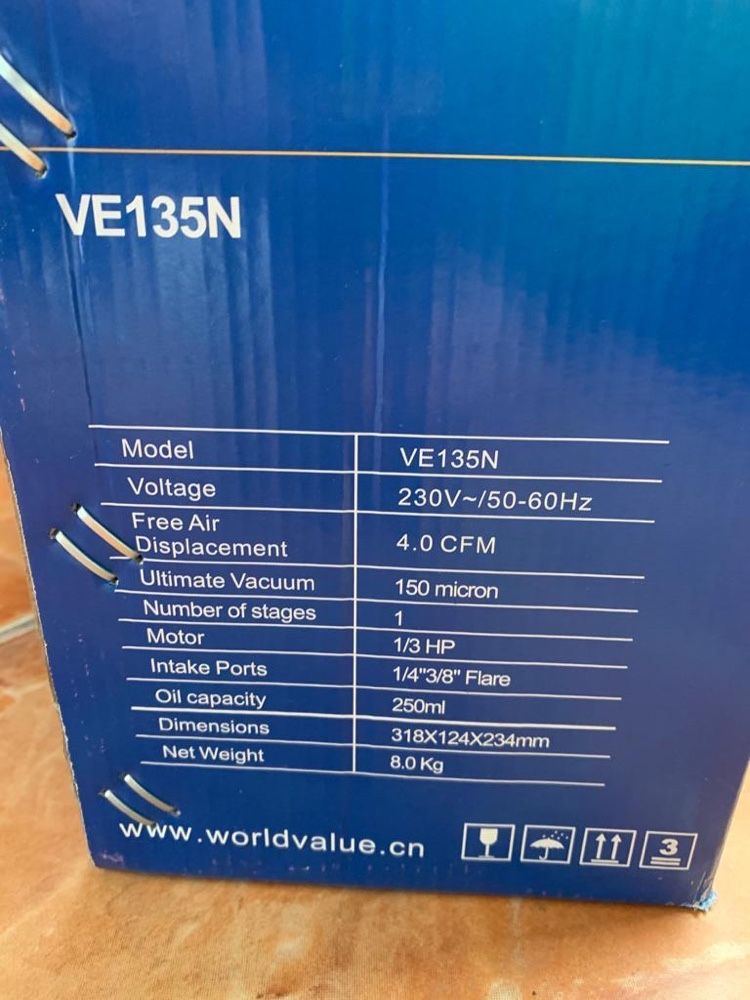 VE135N
Model VE135N
Voltage 230V~/50-60Hz
Free Air
Displacement 4.0 CFM
Ultimate Vacuum 150 micron
Number of stages 1
Motor 1/3 HP
Intake Ports 1/4"3/8" Flare
Oil capacity 250ml
Dimensions 318X124X234mm
Net Weight 8.0 Kg
www.worldvalue.cn
3